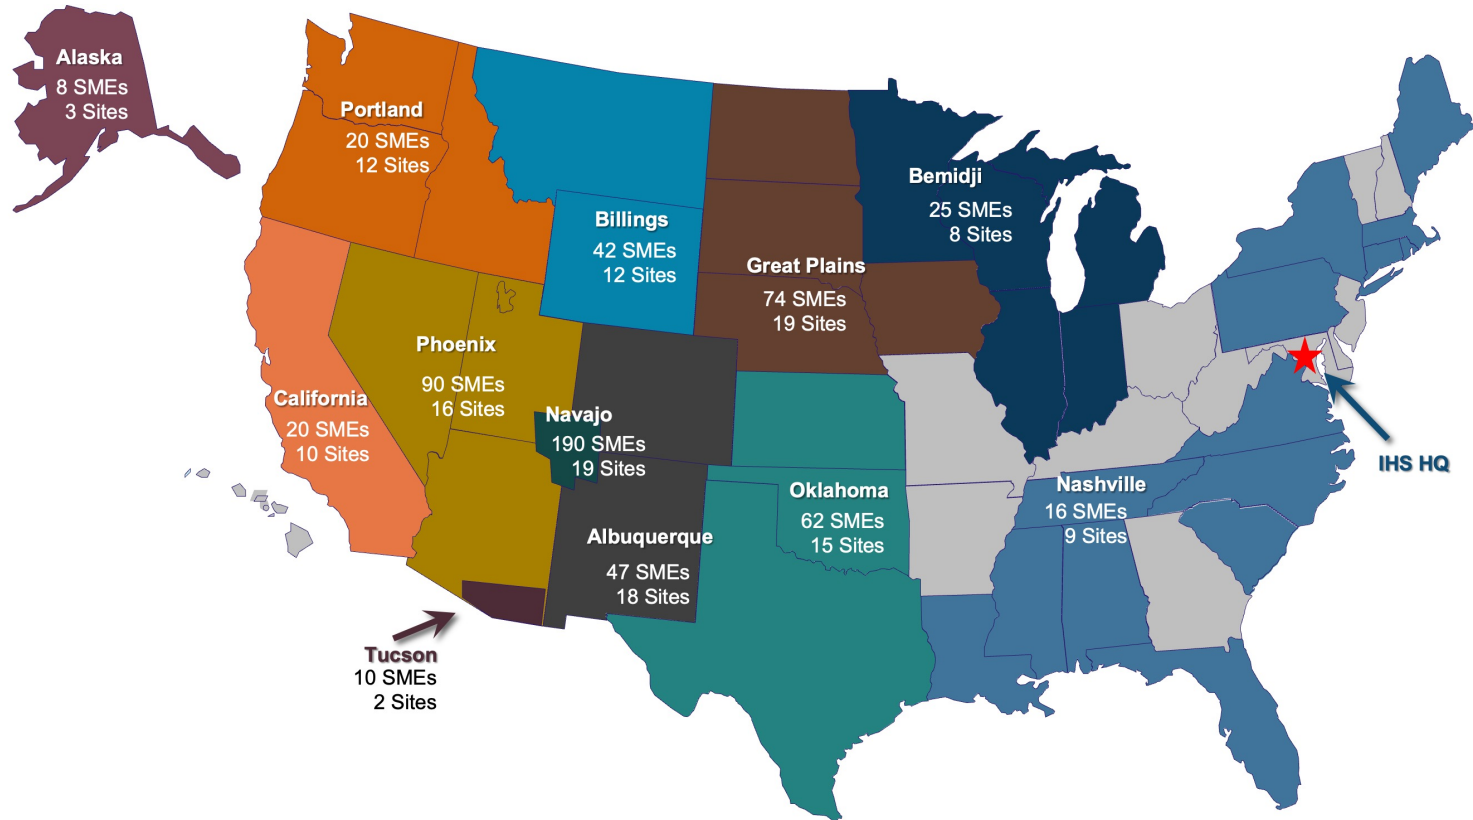 Alaska
8 SMEs
3 Sites
Portland
20 SMEs
12 Sites
Billings
42 SMEs
12 Sites
Bemidji
25 SMEs
8 Sites
Great Plains
74 SMEs
19 Sites
Phoenix
90 SMEs
16 Sites
California
20 SMEs
10 Sites
Navajo
190 SMEs
19 Sites
IHS HQ
Oklahoma
62 SMEs
15 Sites
Nashville
16 SMEs
9 Sites
Albuquerque
47 SMEs
18 Sites
Tucson
10 SMEs
2 Sites